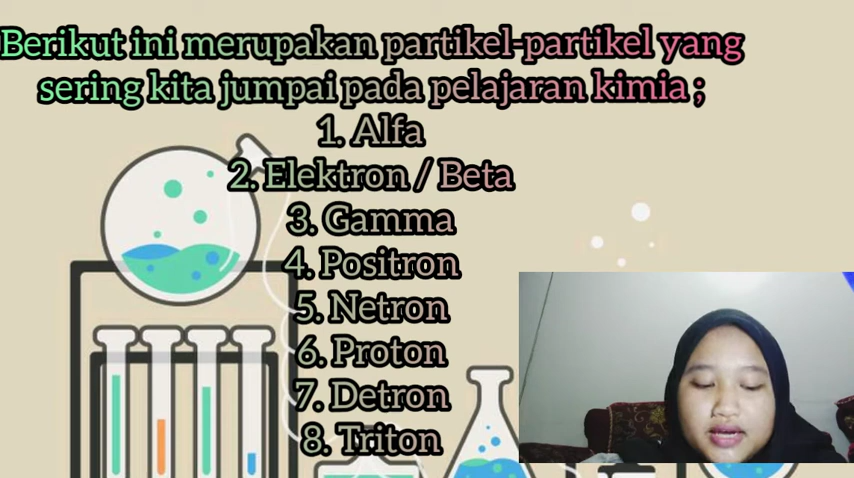 Berikut ini merupakan partikel-partikel yang
sering kita jumpai pada pelajaran kimia ;
1. Alfa
2. Elektron / Beta
3. Gamma
4. Positron
5. Netron
6. Proton
7. Detron
8. Triton